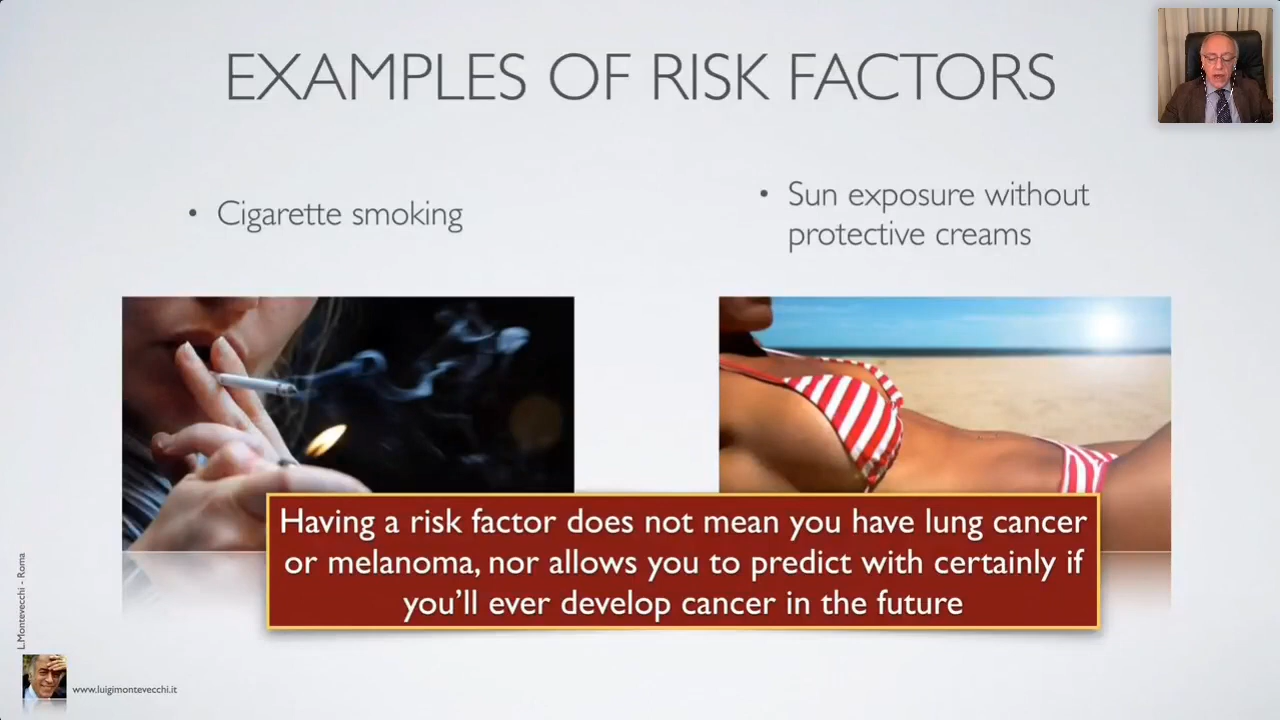 EXAMPLES OF RISK FACTORS
• Cigarette smoking
• Sun exposure without
protective creams
Having a risk factor does not mean you have lung cancer
or melanoma, nor allows you to predict with certainly if
you'll ever develop cancer in the future
L.Montevecchi - Roma
www.luigimontevecchi.it